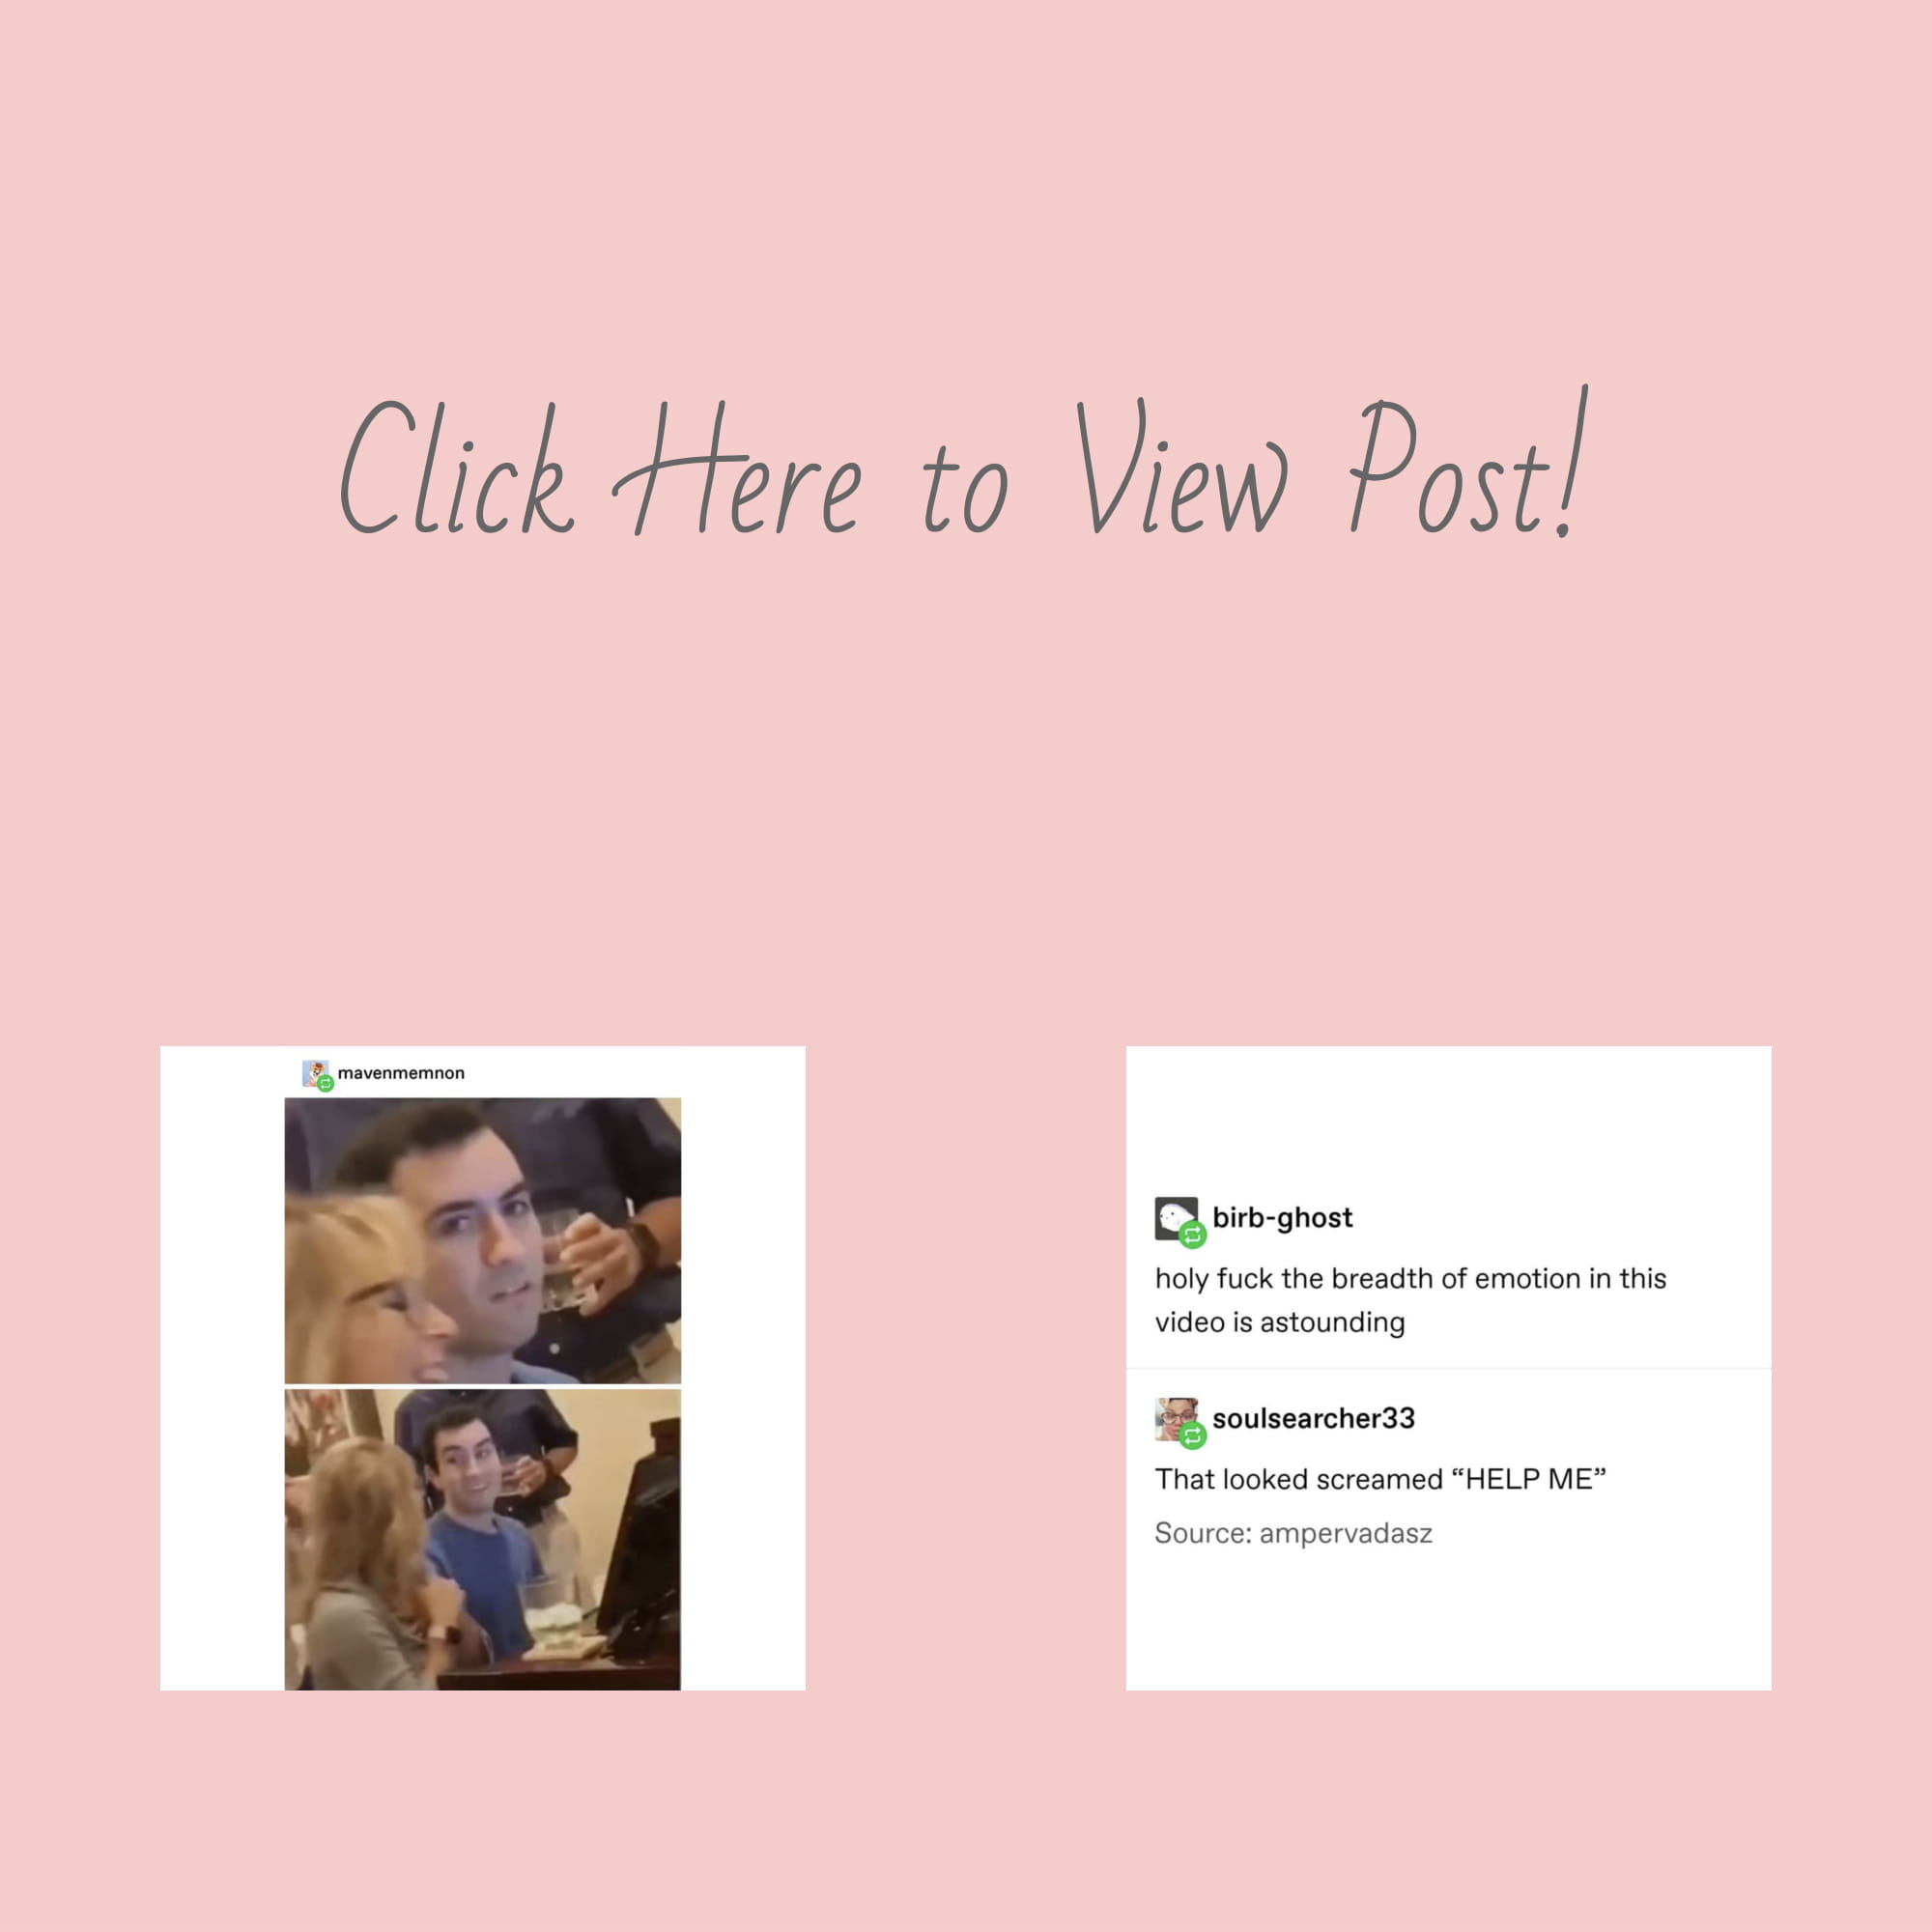 Click Here to View Post!
mavenmemnon
birb-ghost
holy fuck the breadth of emotion in this
video is astounding
soulsearcher33
That looked screamed “HELP ME”
Source: ampervadasz